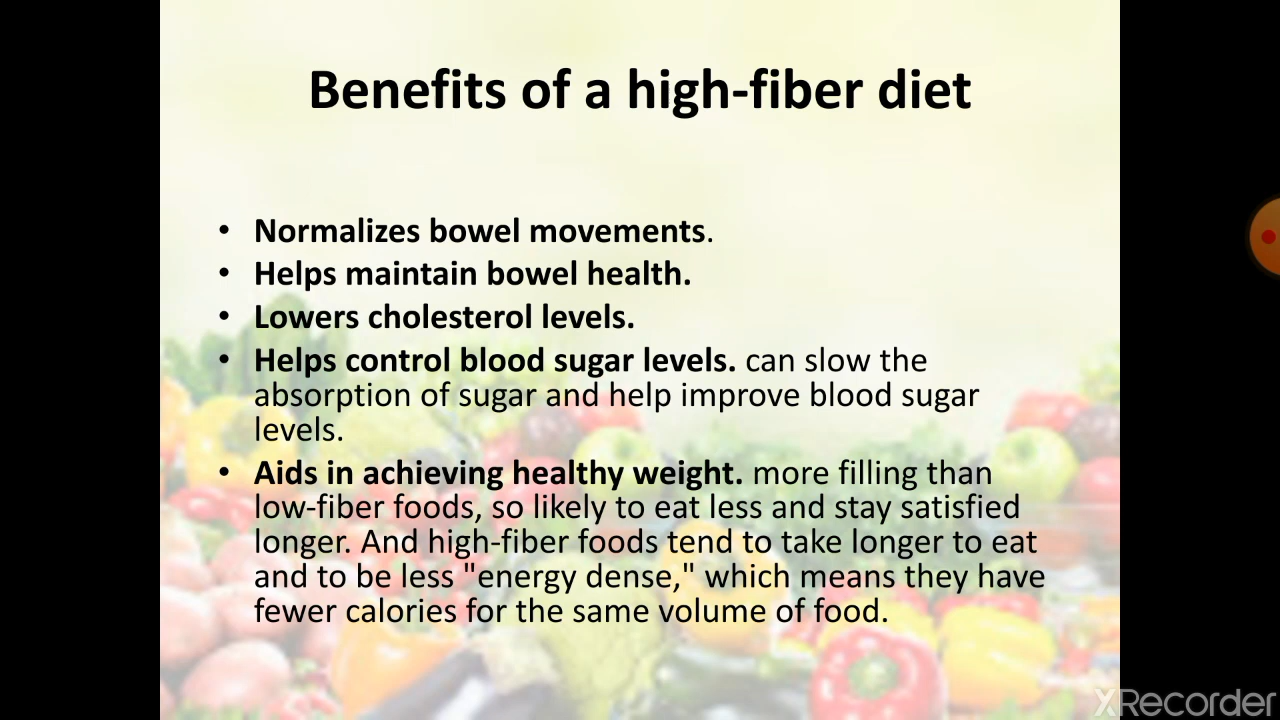 Benefits of a high-fiber diet
• Normalizes bowel movements.
• Helps maintain bowel health.
• Lowers cholesterol levels.
• Helps control blood sugar levels. can slow the
absorption of sugar and help improve blood sugar
levels.
• Aids in achieving healthy weight. more filling than
low-fiber foods, so likely to eat less and stay satisfied
longer. And high-fiber foods tend to take longer to eat
and to be less "energy dense," which means they have
fewer calories for the same volume of food.
XRecorder